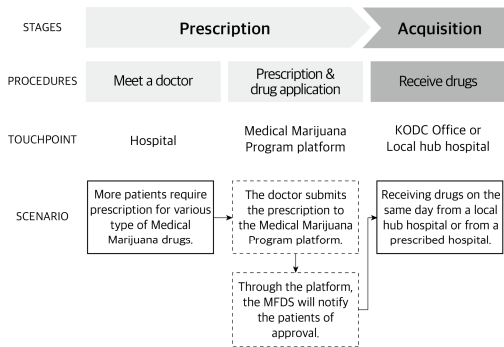 STAGES
Prescription
Acquisition
PROCEDURES
Meet a doctor
Prescription &
drug application
Receive drugs
TOUCHPOINT
Hospital
Medical Marijuana
Program platform
KODC Office or
Local hub hospital
SCENARIO
More patients require
prescription for various
type of Medical
Marijuana drugs.
The doctor submits
the prescription to
the Medical Marijuana
Program platform.
Receiving drugs on the
same day from a local
hub hospital or from a
prescribed hospital.
Through the platform,
the MFDS will notify
the patients of
approval.